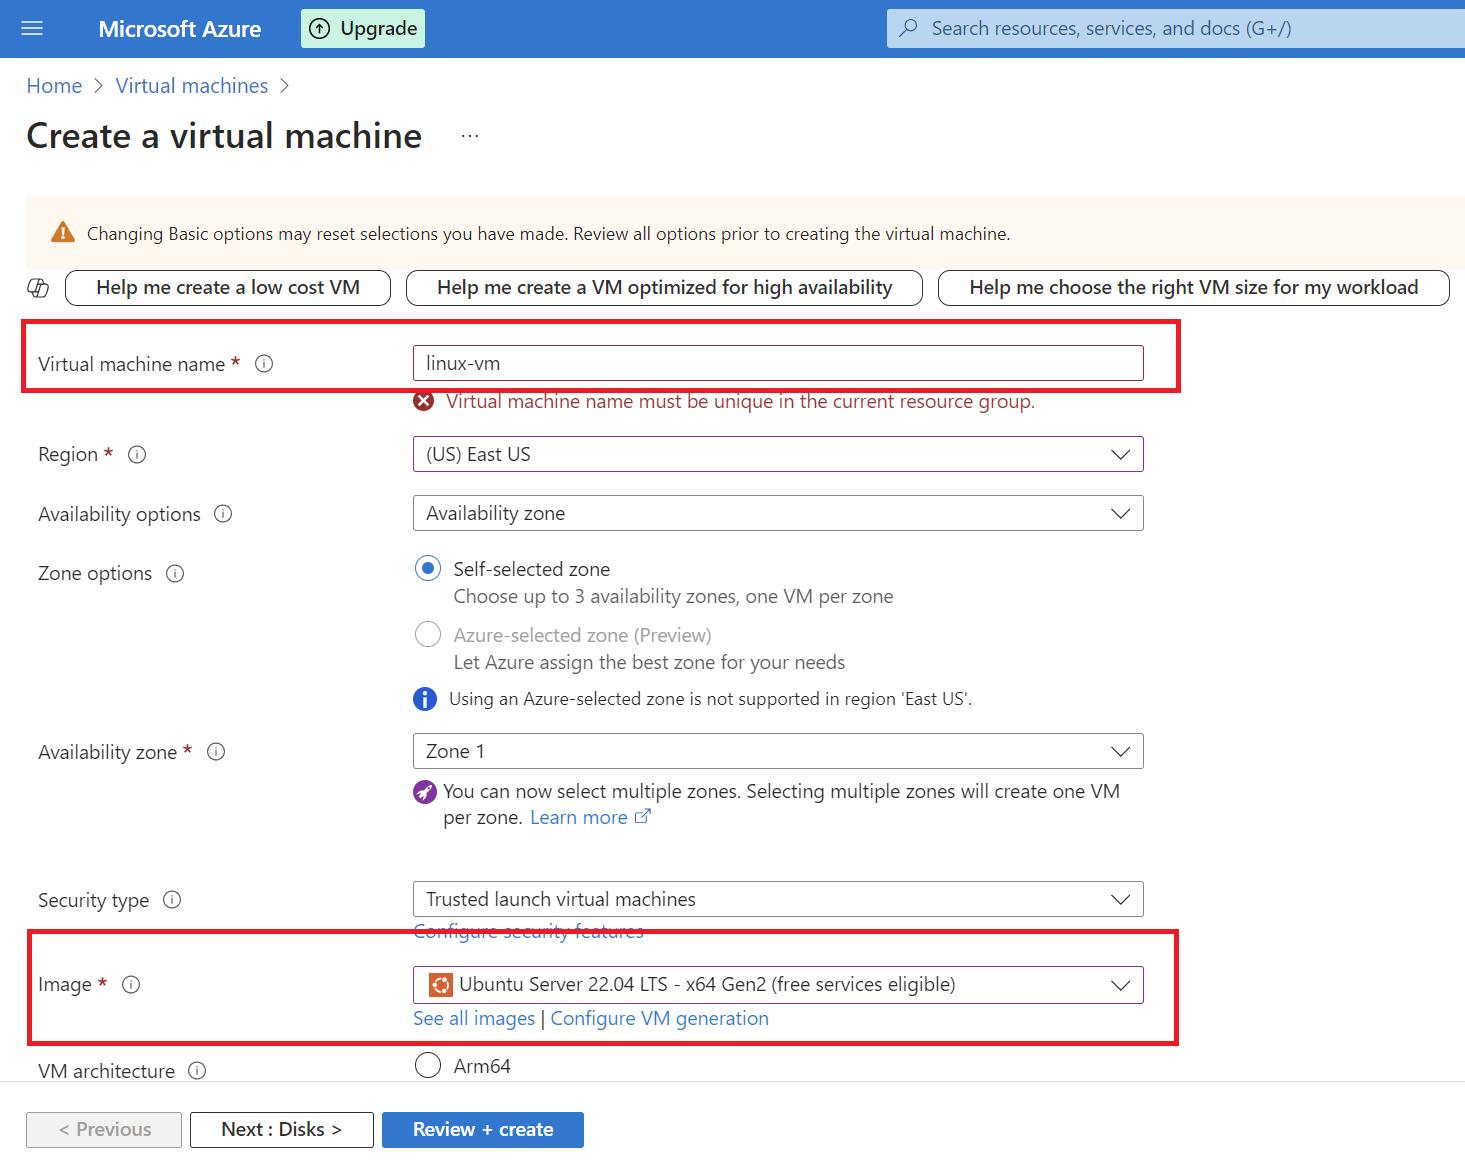 Microsoft Azure
Upgrade
Search resources, services, and docs (G+/)
Home > Virtual machines >
Create a virtual machine ...
Changing Basic options may reset selections you have made. Review all options prior to creating the virtual machine.
Help me create a low cost VM
Help me create a VM optimized for high availability
Help me choose the right VM size for my workload
Virtual machine name *
linux-vm
Virtual machine name must be unique in the current resource group.
Region *
(US) East US
Availability options
Availability zone
Zone options
Self-selected zone
Choose up to 3 availability zones, one VM per zone
Azure-selected zone (Preview)
Let Azure assign the best zone for your needs
Using an Azure-selected zone is not supported in region 'East US'.
Availability zone *
Zone 1
You can now select multiple zones. Selecting multiple zones will create one VM
per zone. Learn more
Security type
Trusted launch virtual machines
Configure security features
Image *
Ubuntu Server 22.04 LTS - x64 Gen2 (free services eligible)
See all images | Configure VM generation
VM architecture
Arm64
< Previous
Next : Disks >
Review + create